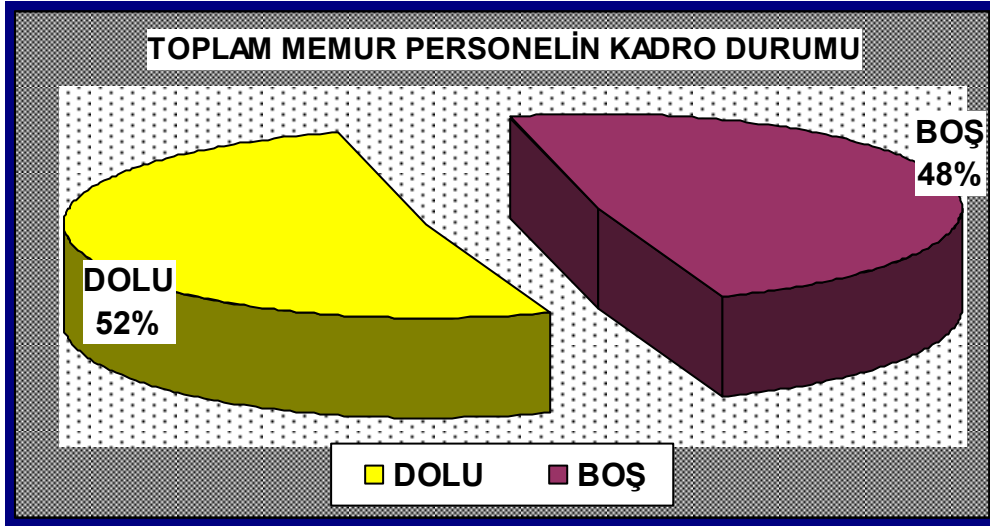 TOPLAM MEMUR PERSONELİN KADRO DURUMU
BOŞ
48%
DOLU
52%
DOLU
BOŞ